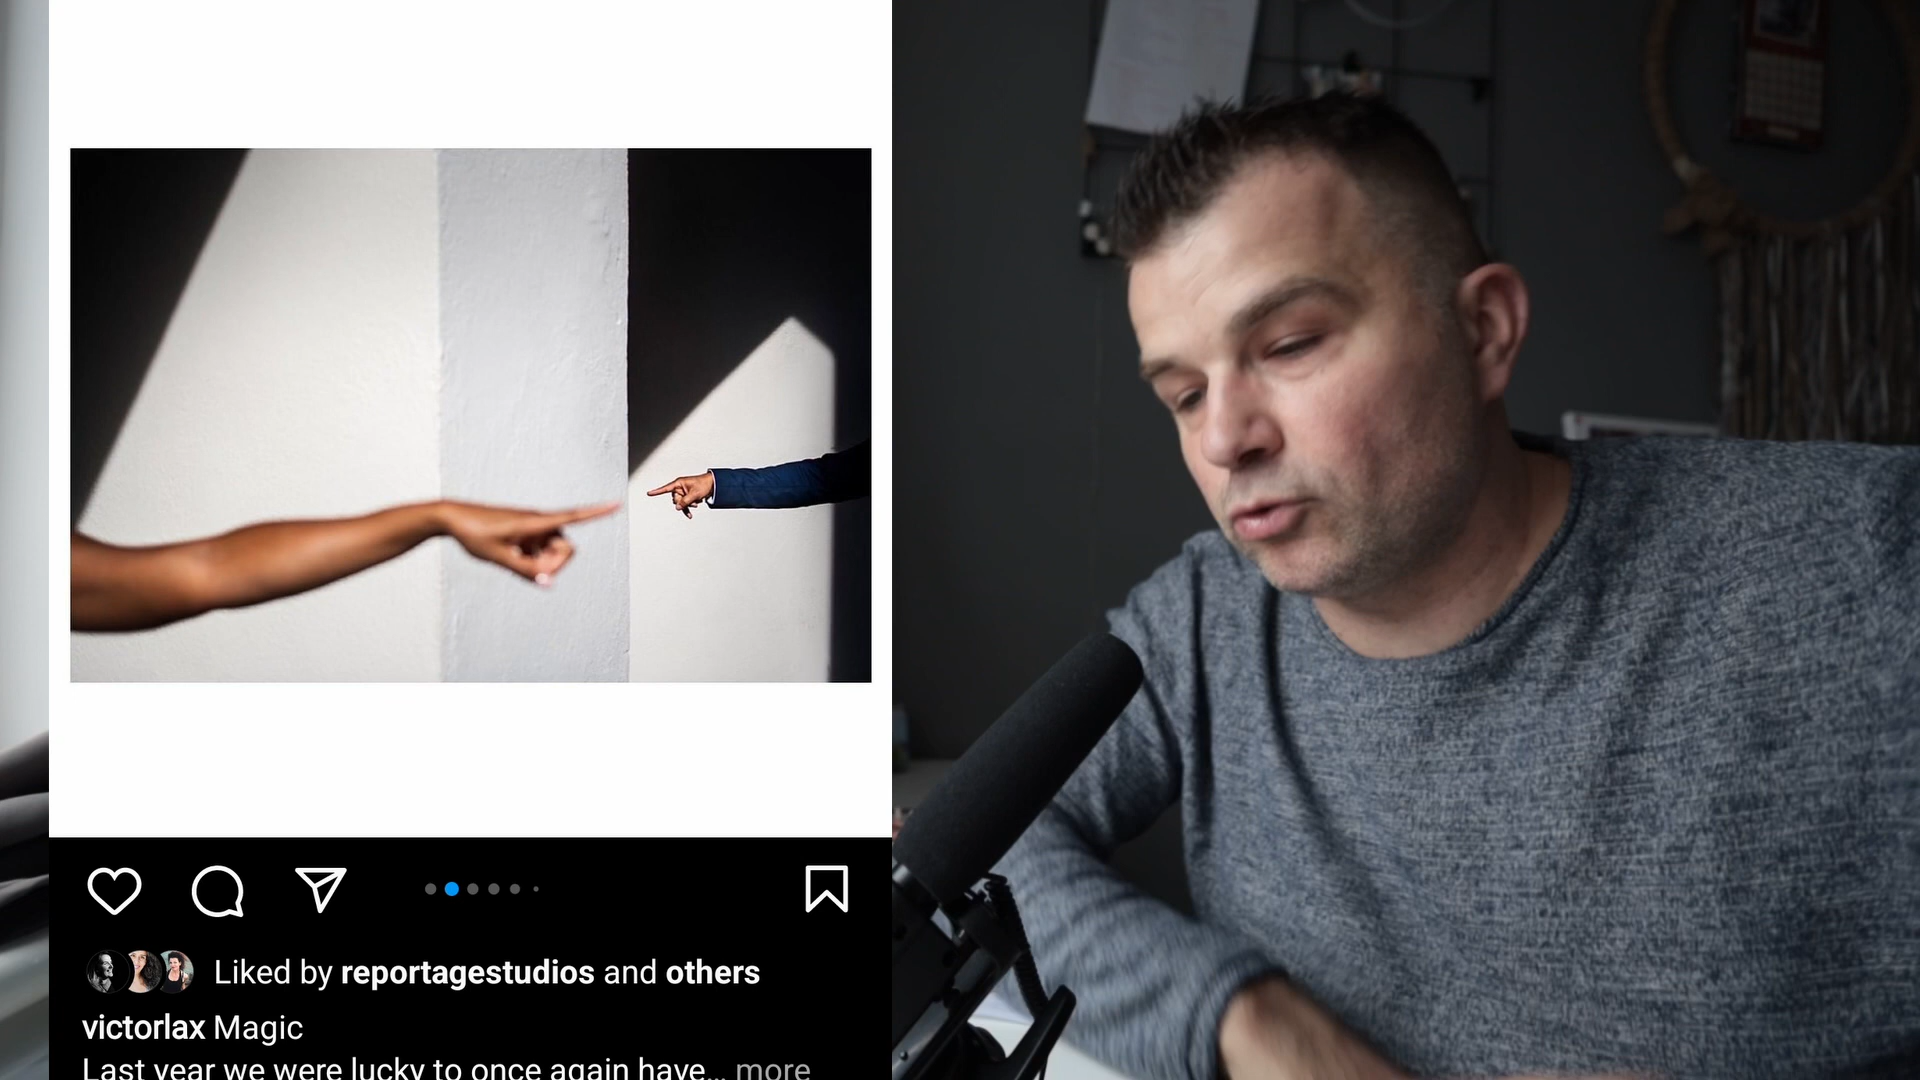 Liked by reportagestudios and others
victorlax Magic
Last year we were lucky to once again have... more